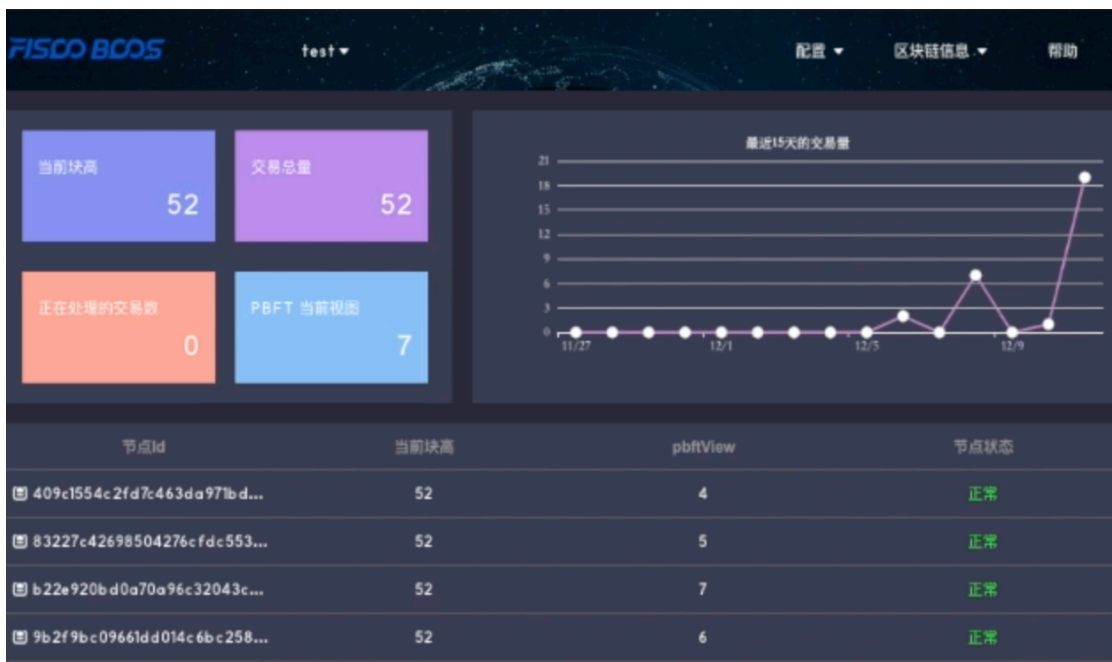 FISCO BCOS
test
配置
区块链信息
帮助
当前块高
52
交易总量
52
正在处理的交易数
0
PBFT 当前视图
7
最近15天的交易量
21
18
15
12
9
6
3
0
11/27 12/1 12/5 12/9
节点Id 当前块高 pbftView 节点状态
409c1554c2fd7c463da971bd... 52 4 正常
83227c42698504276cfdc553... 52 5 正常
b22e920bd0a70a96c32043c... 52 7 正常
9b2f9bc09661dd014c6bc258... 52 6 正常